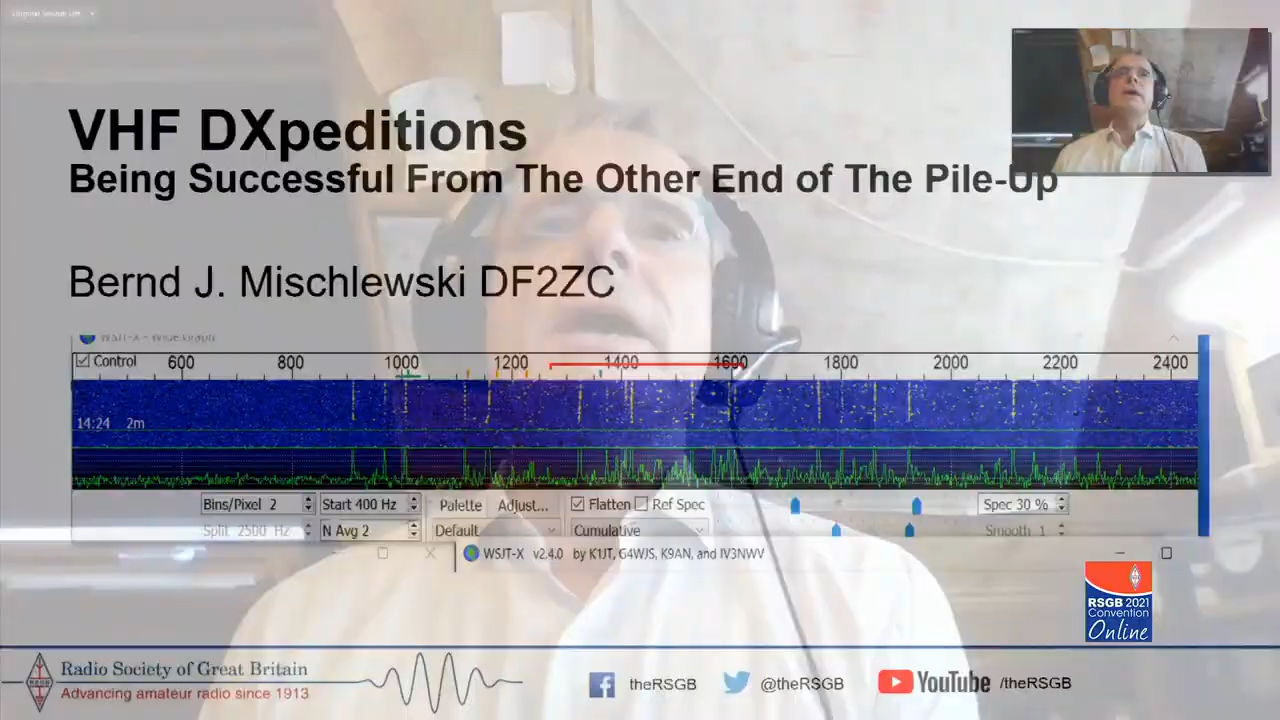 VHF DXpeditions
Being Successful From The Other End of The Pile-Up
Bernd J. Mischlewski DF2ZC
WSJT-X - Wide Graph
Control 600 800 1000 1200 1400 1600 1800 2000 2200 2400
14:24 2m
Bins/Pixel 2 Start 400 Hz Palette Adjust... Flatten Ref Spec Spec 30 %
Split 2500 Hz N Avg 2 Default Cumulative Smooth 1
WSJT-X v2.4.0 by K1JT, G4WJS, K9AN, and IV3NWV
RSGB 2021
Convention
Online
RSGB
Radio Society of Great Britain
Advancing amateur radio since 1913
theRSGB @theRSGB YouTube /theRSGB